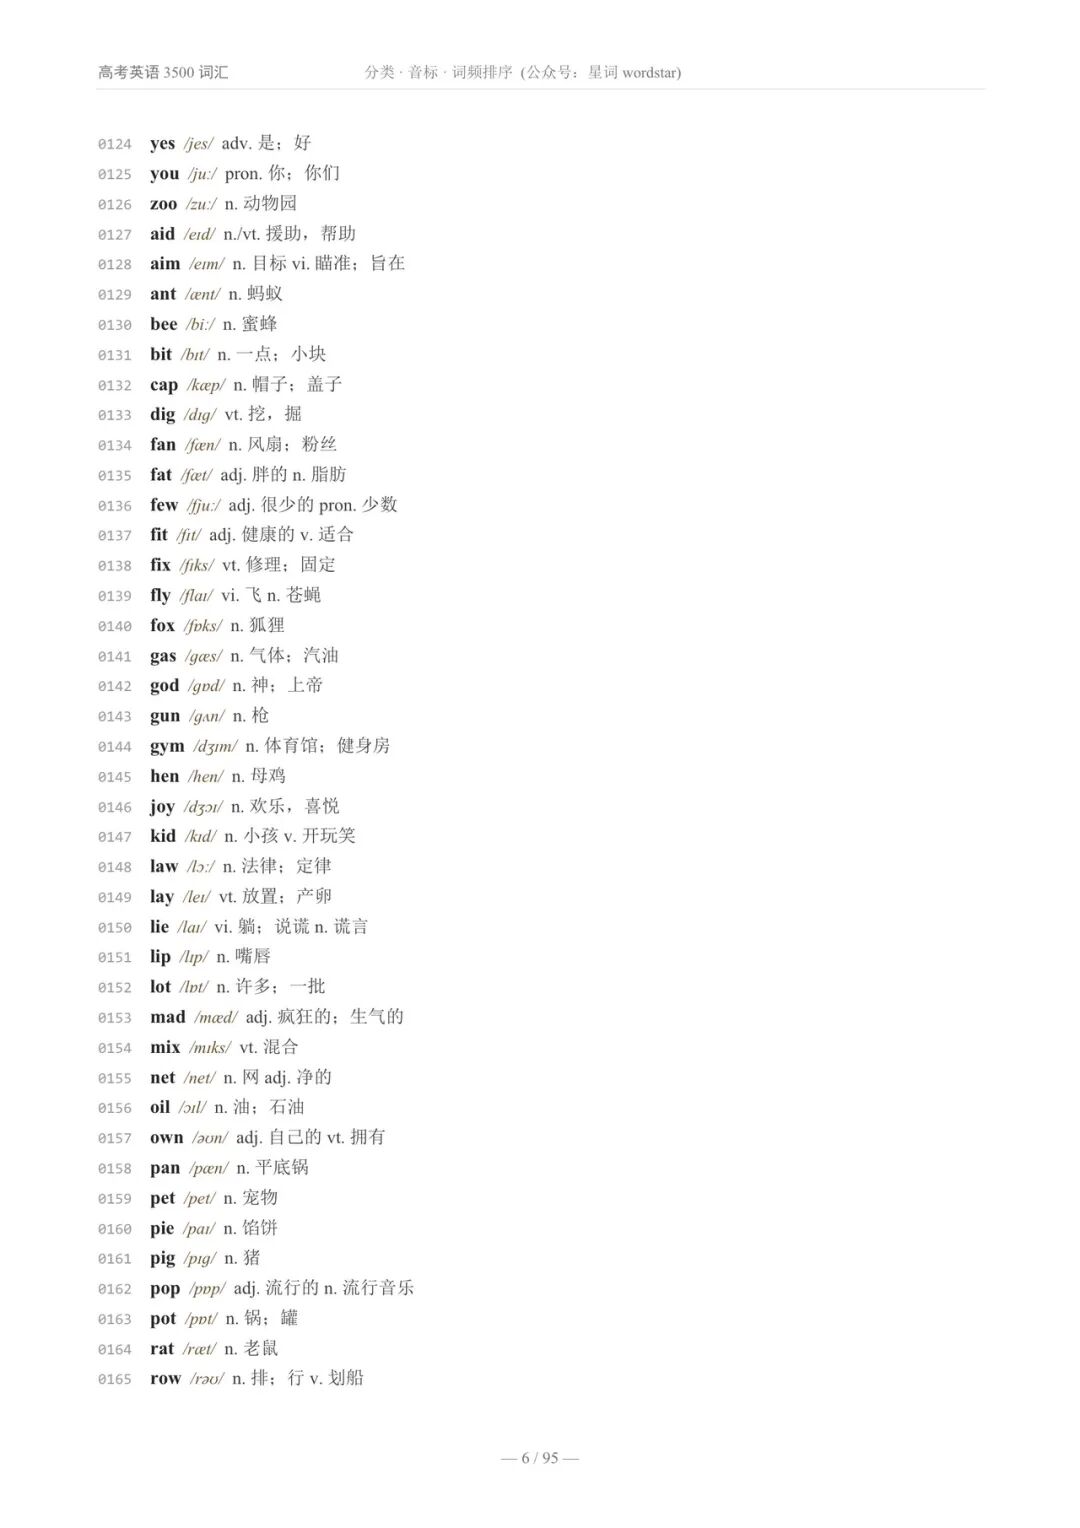 高考英语 3500 词汇 分类 · 音标 · 词频排序 (公众号：星词 wordstar)
0124 yes /jes/ adv. 是；好
0125 you /juː/ pron. 你；你们
0126 zoo /zuː/ n. 动物园
0127 aid /eɪd/ n./vt. 援助，帮助
0128 aim /eɪm/ n. 目标 vi. 瞄准；旨在
0129 ant /ænt/ n. 蚂蚁
0130 bee /biː/ n. 蜜蜂
0131 bit /bɪt/ n. 一点；小块
0132 cap /kæp/ n. 帽子；盖子
0133 dig /dɪɡ/ vt. 挖，掘
0134 fan /fæn/ n. 风扇；粉丝
0135 fat /fæt/ adj. 胖的 n. 脂肪
0136 few /fjuː/ adj. 很少的 pron. 少数
0137 fit /fɪt/ adj. 健康的 v. 适合
0138 fix /fɪks/ vt. 修理；固定
0139 fly /flaɪ/ vi. 飞 n. 苍蝇
0140 fox /fɒks/ n. 狐狸
0141 gas /ɡæs/ n. 气体；汽油
0142 god /ɡɒd/ n. 神；上帝
0143 gun /ɡʌn/ n. 枪
0144 gym /dʒɪm/ n. 体育馆；健身房
0145 hen /hen/ n. 母鸡
0146 joy /dʒɔɪ/ n. 欢乐，喜悦
0147 kid /kɪd/ n. 小孩 v. 开玩笑
0148 law /lɔː/ n. 法律；定律
0149 lay /leɪ/ vt. 放置；产卵
0150 lie /laɪ/ vi. 躺；说谎 n. 谎言
0151 lip /lɪp/ n. 嘴唇
0152 lot /lɒt/ n. 许多；一批
0153 mad /mæd/ adj. 疯狂的；生气的
0154 mix /mɪks/ vt. 混合
0155 net /net/ n. 网 adj. 净的
0156 oil /ɔɪl/ n. 油；石油
0157 own /əʊn/ adj. 自己的 vt. 拥有
0158 pan /pæn/ n. 平底锅
0159 pet /pet/ n. 宠物
0160 pie /paɪ/ n. 馅饼
0161 pig /pɪɡ/ n. 猪
0162 pop /pɒp/ adj. 流行的 n. 流行音乐
0163 pot /pɒt/ n. 锅；罐
0164 rat /ræt/ n. 老鼠
0165 row /rəʊ/ n. 排；行 v. 划船
— 6 / 95 —